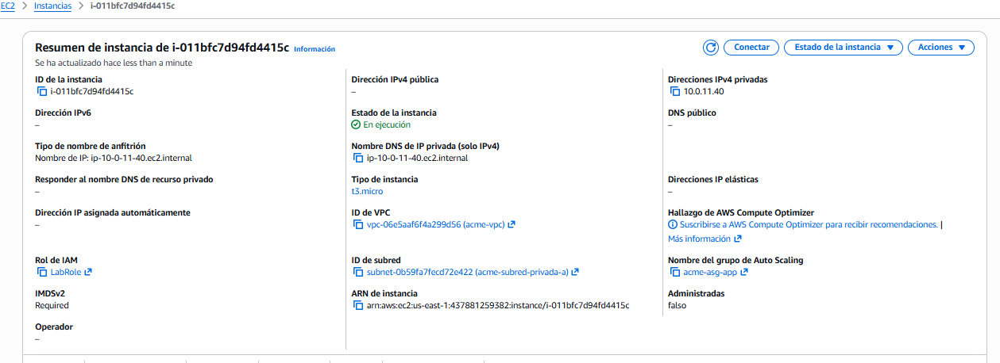 EC2 > Instancias > i-011bfc7d94fd4415c
Resumen de instancia de i-011bfc7d94fd4415c Información
Se ha actualizado hace less than a minute
Conectar
Estado de la instancia
Acciones
ID de la instancia
i-011bfc7d94fd4415c
Dirección IPv4 pública
–
Direcciones IPv4 privadas
10.0.11.40
Dirección IPv6
–
Estado de la instancia
En ejecución
DNS público
–
Tipo de nombre de anfitrión
Nombre de IP: ip-10-0-11-40.ec2.internal
Nombre DNS de IP privada (solo IPv4)
ip-10-0-11-40.ec2.internal
Responder al nombre DNS de recurso privado
–
Tipo de instancia
t3.micro
Direcciones IP elásticas
–
Dirección IP asignada automáticamente
–
ID de VPC
vpc-06e5aaf6f4a299d56 (acme-vpc)
Hallazgo de AWS Compute Optimizer
Suscribirse a AWS Compute Optimizer para recibir recomendaciones. |
Más información
Rol de IAM
LabRole
ID de subred
subnet-0b59fa7fecd72e422 (acme-subred-privada-a)
Nombre del grupo de Auto Scaling
acme-asg-app
IMDSv2
Required
ARN de instancia
arn:aws:ec2:us-east-1:437881259382:instance/i-011bfc7d94fd4415c
Administradas
falso
Operador
–